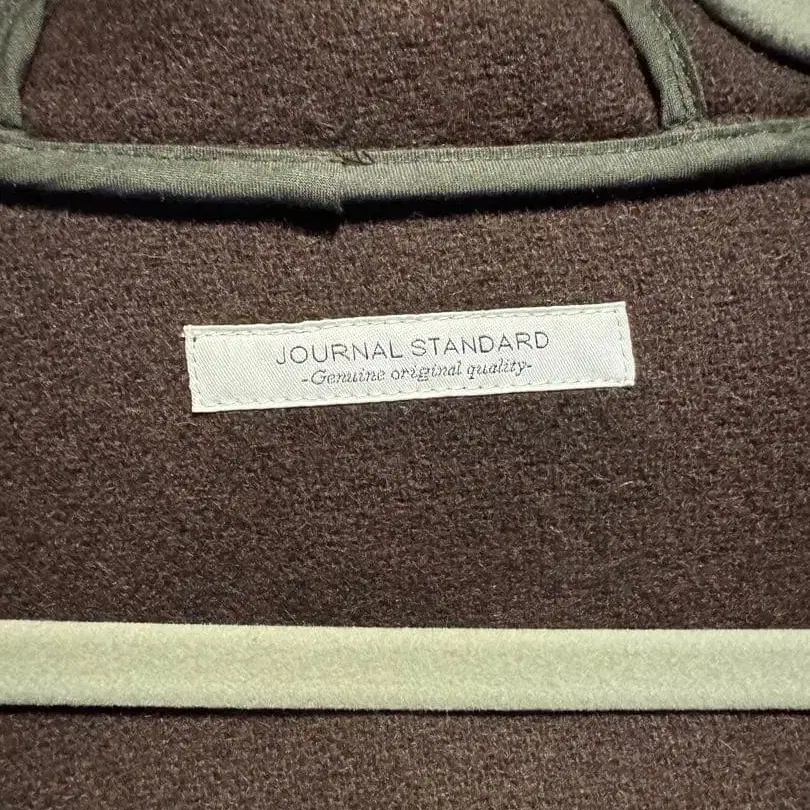 JOURNAL STANDARD
-Genuine original quality-